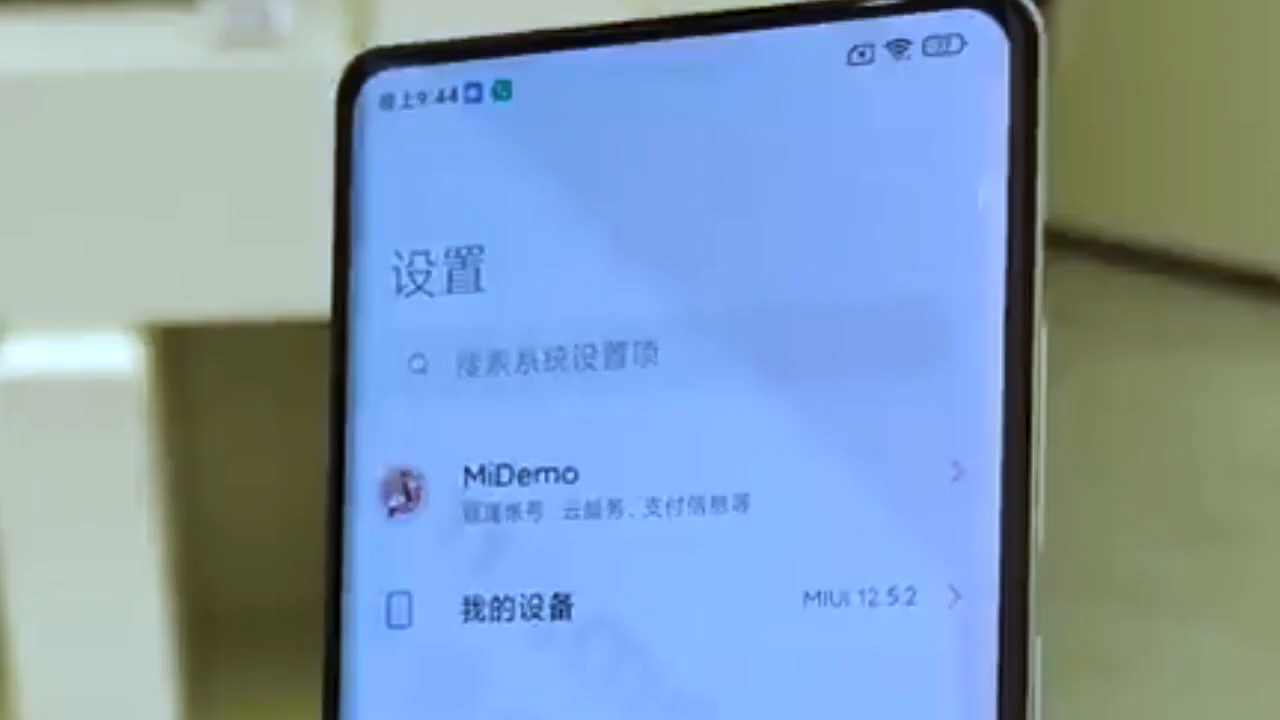 晚上9:44
设置
搜索系统设置项
MiDemo
管理帐号、云服务、支付信息等
我的设备
MIUI 12.5.2